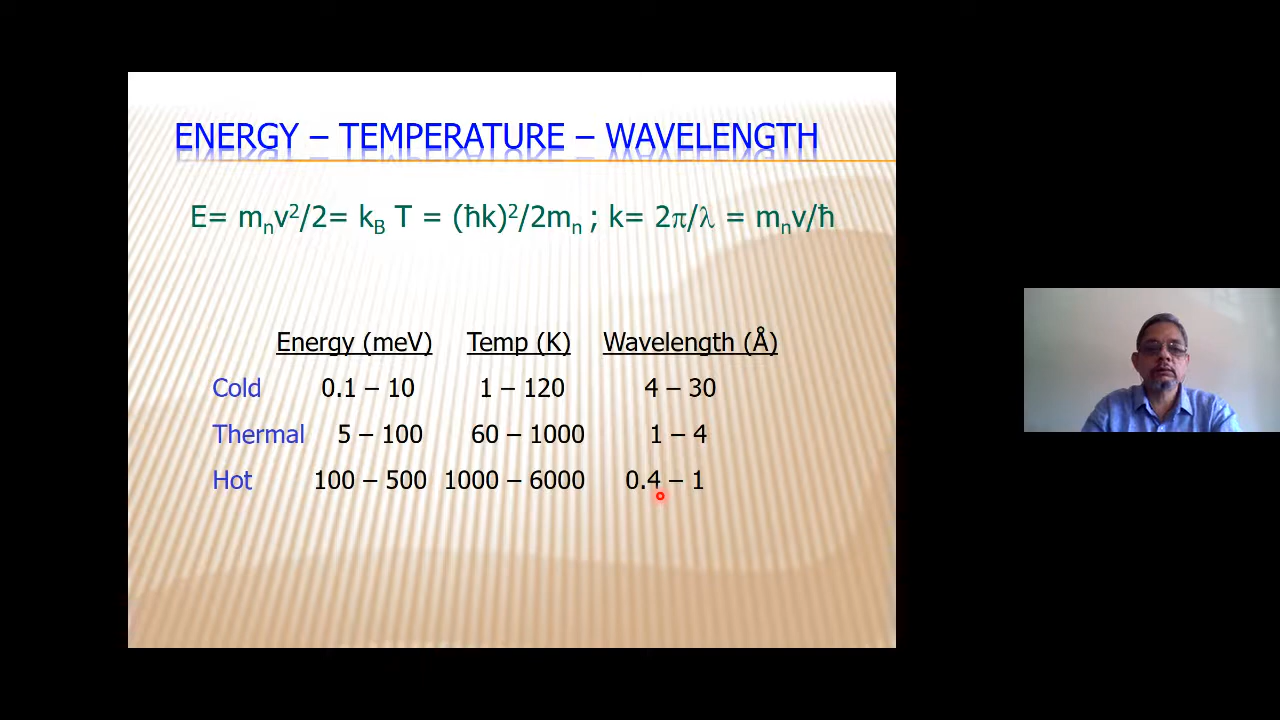 ENERGY – TEMPERATURE – WAVELENGTH
E= mₙv²/2= k_B T = (ħk)²/2mₙ ; k= 2π/λ = mₙv/ħ
Energy (meV) Temp (K) Wavelength (Å)
Cold 0.1 – 10 1 – 120 4 – 30
Thermal 5 – 100 60 – 1000 1 – 4
Hot 100 – 500 1000 – 6000 0.4 – 1